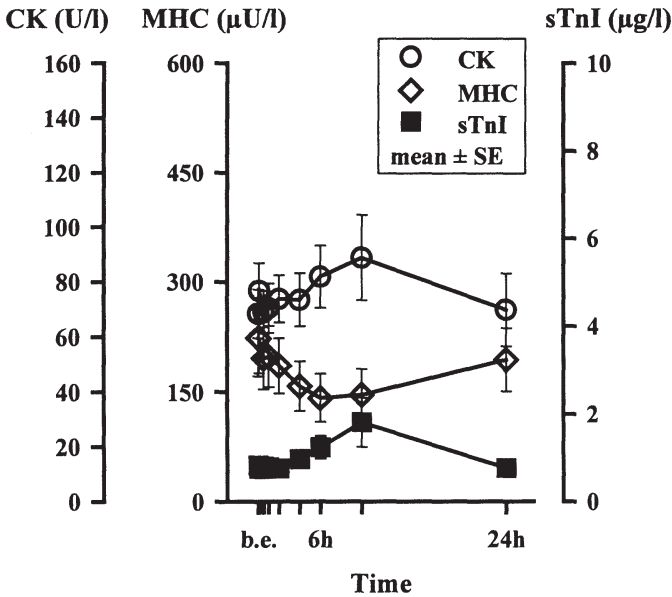 CK (U/l) MHC (μU/l) sTnI (μg/l)
160 600 10
140
120
100
80
60
40
20
0
450
300
150
0
8
6
4
2
0
CK
MHC
sTnI
mean ± SE
b.e. 6h 24h
Time